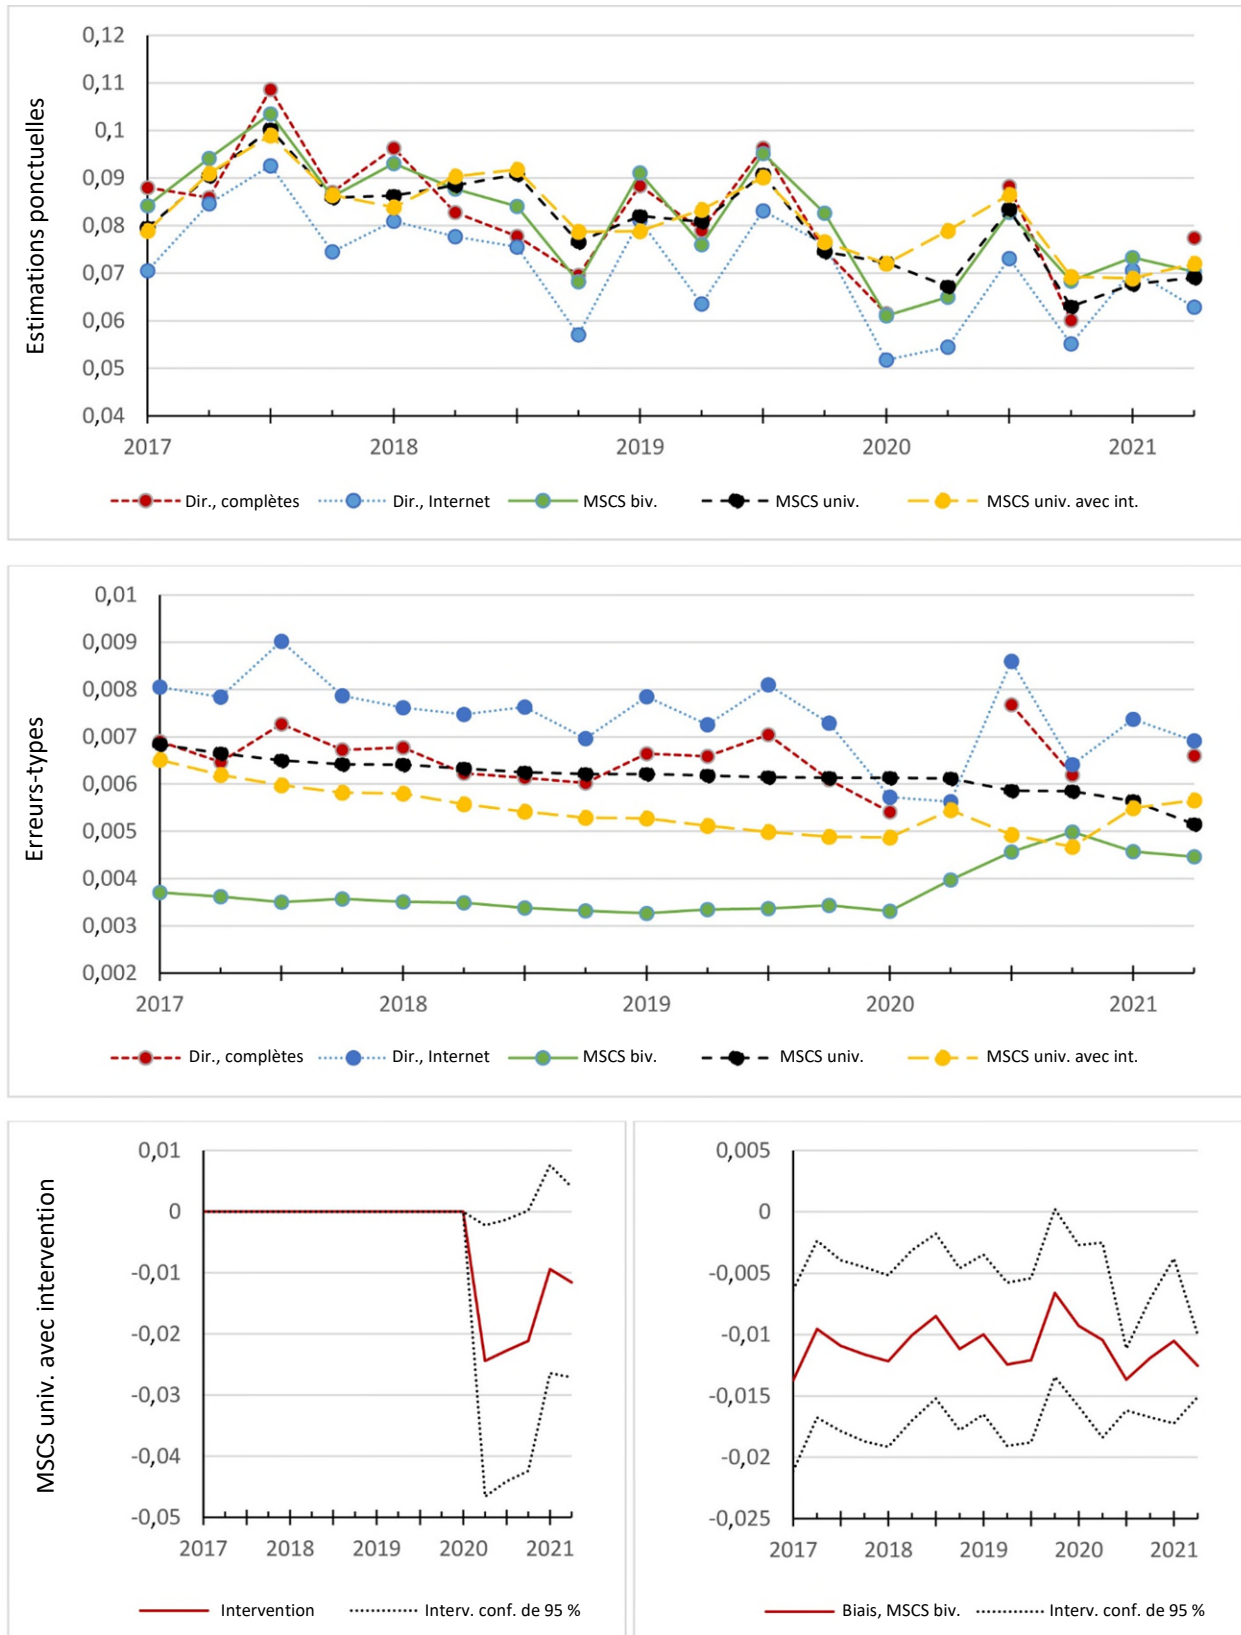 Estimations ponctuelles
0,12
0,11
0,1
0,09
0,08
0,07
0,06
0,05
0,04
2017 2018 2019 2020 2021
Dir., complètes Dir., Internet MSCS biv. MSCS univ. MSCS univ. avec int.
Erreurs-types
0,01
0,009
0,008
0,007
0,006
0,005
0,004
0,003
0,002
2017 2018 2019 2020 2021
Dir., complètes Dir., Internet MSCS biv. MSCS univ. MSCS univ. avec int.
MSCS univ. avec intervention
0,01
0
-0,01
-0,02
-0,03
-0,04
-0,05
2017 2018 2019 2020 2021
Intervention Interv. conf. de 95 %
0,005
0
-0,005
-0,01
-0,015
-0,02
-0,025
2017 2018 2019 2020 2021
Biais, MSCS biv. Interv. conf. de 95 %